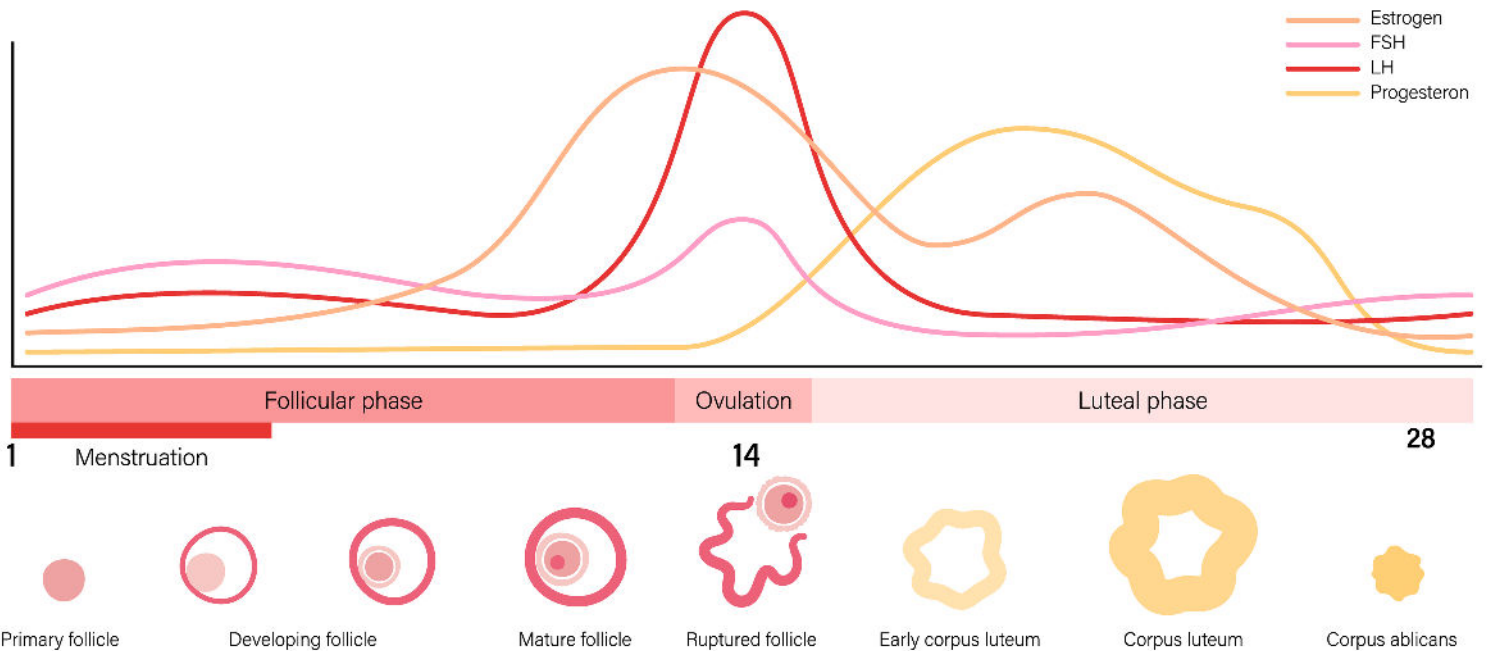 Estrogen
FSH
LH
Progesteron
Follicular phase
Ovulation
Luteal phase
1
Menstruation
14
28
Primary follicle
Developing follicle
Mature follicle
Ruptured follicle
Early corpus luteum
Corpus luteum
Corpus ablicans